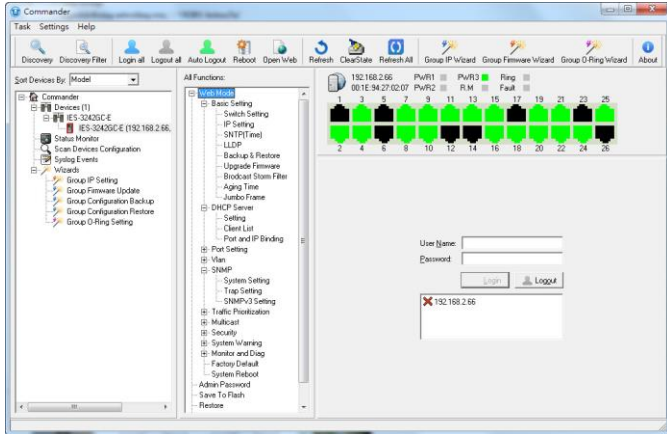 Commander
Task Settings Help
Discovery Discovery Filter Login all Logout all Auto Logout Reboot Open Web Refresh ClearState Refresh All Group IP Wizard Group Firmware Wizard Group O-Ring Wizard About
Sort Devices By: Model
Commander
Devices (1)
IES-3242GC-E
IES-3242GC-E (192.168.2.66,
Status Monitor
Scan Devices Configuration
Syslog Events
Wizards
Group IP Setting
Group Firmware Update
Group Configuration Backup
Group Configuration Restore
Group O-Ring Setting
All Functions:
Web Mode
Basic Setting
Switch Setting
IP Setting
SNTP(Time)
LLDP
Backup & Restore
Upgrade Firmware
Brodcast Storm Filter
Aging Time
Jumbo Frame
DHCP Server
Setting
Client List
Port and IP Binding
Port Setting
Vlan
SNMP
System Setting
Trap Setting
SNMPv3 Setting
Traffic Prioritization
Multicast
Security
System Warning
Monitor and Diag
Factory Default
System Reboot
Admin Password
Save To Flash
Restore
192.168.2.66 PWR1 PWR3 Ring
00:1E:94:27:02:07 PWR2 R.M Fault
1 3 5 7 9 11 13 15 17 19 21 23 25
2 4 6 8 10 12 14 16 18 20 22 24 26
User Name:
Password:
Login Logout
192.168.2.66